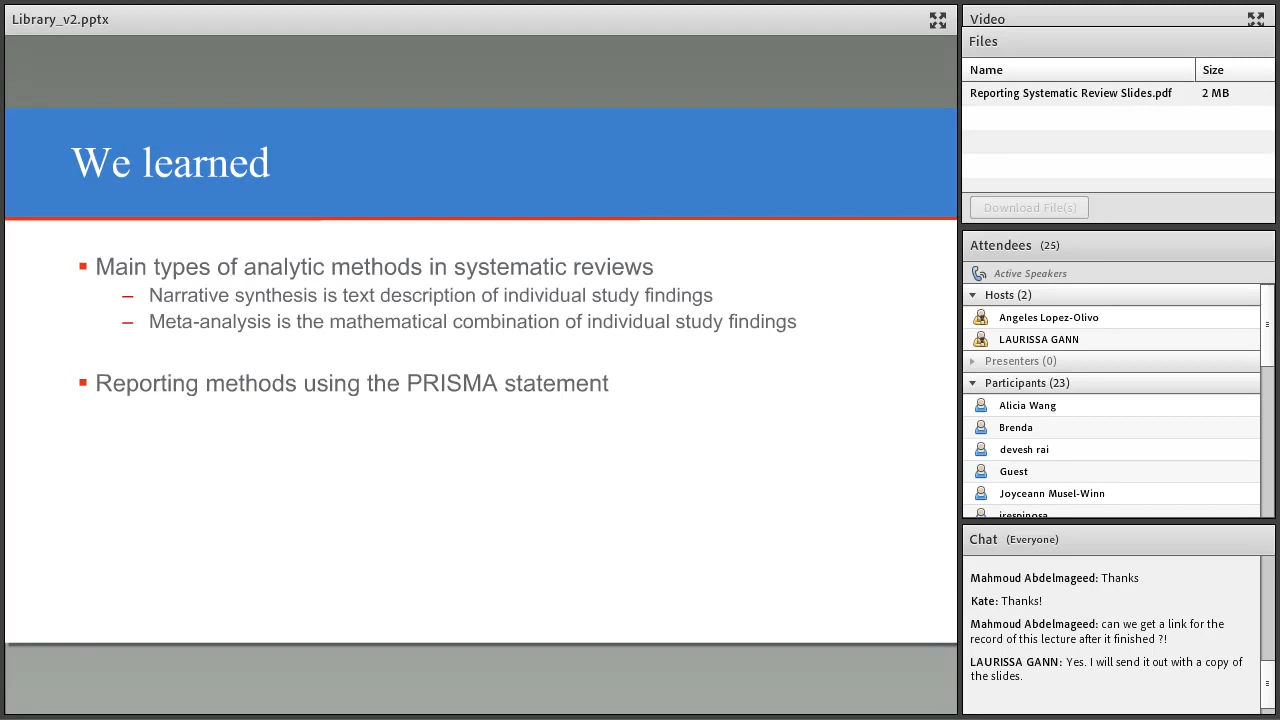 Library_v2.pptx
We learned
Main types of analytic methods in systematic reviews
– Narrative synthesis is text description of individual study findings
– Meta-analysis is the mathematical combination of individual study findings
Reporting methods using the PRISMA statement
Video
Files
Name Size
Reporting Systematic Review Slides.pdf 2 MB
Download File(s)
Attendees (25)
Active Speakers
Hosts (2)
Angeles Lopez-Olivo
LAURISSA GANN
Presenters (0)
Participants (23)
Alicia Wang
Brenda
devesh rai
Guest
Joyceann Musel-Winn
irespinosa
Chat (Everyone)
Mahmoud Abdelmageed: Thanks
Kate: Thanks!
Mahmoud Abdelmageed: can we get a link for the
record of this lecture after it finished ?!
LAURISSA GANN: Yes. I will send it out with a copy of
the slides.